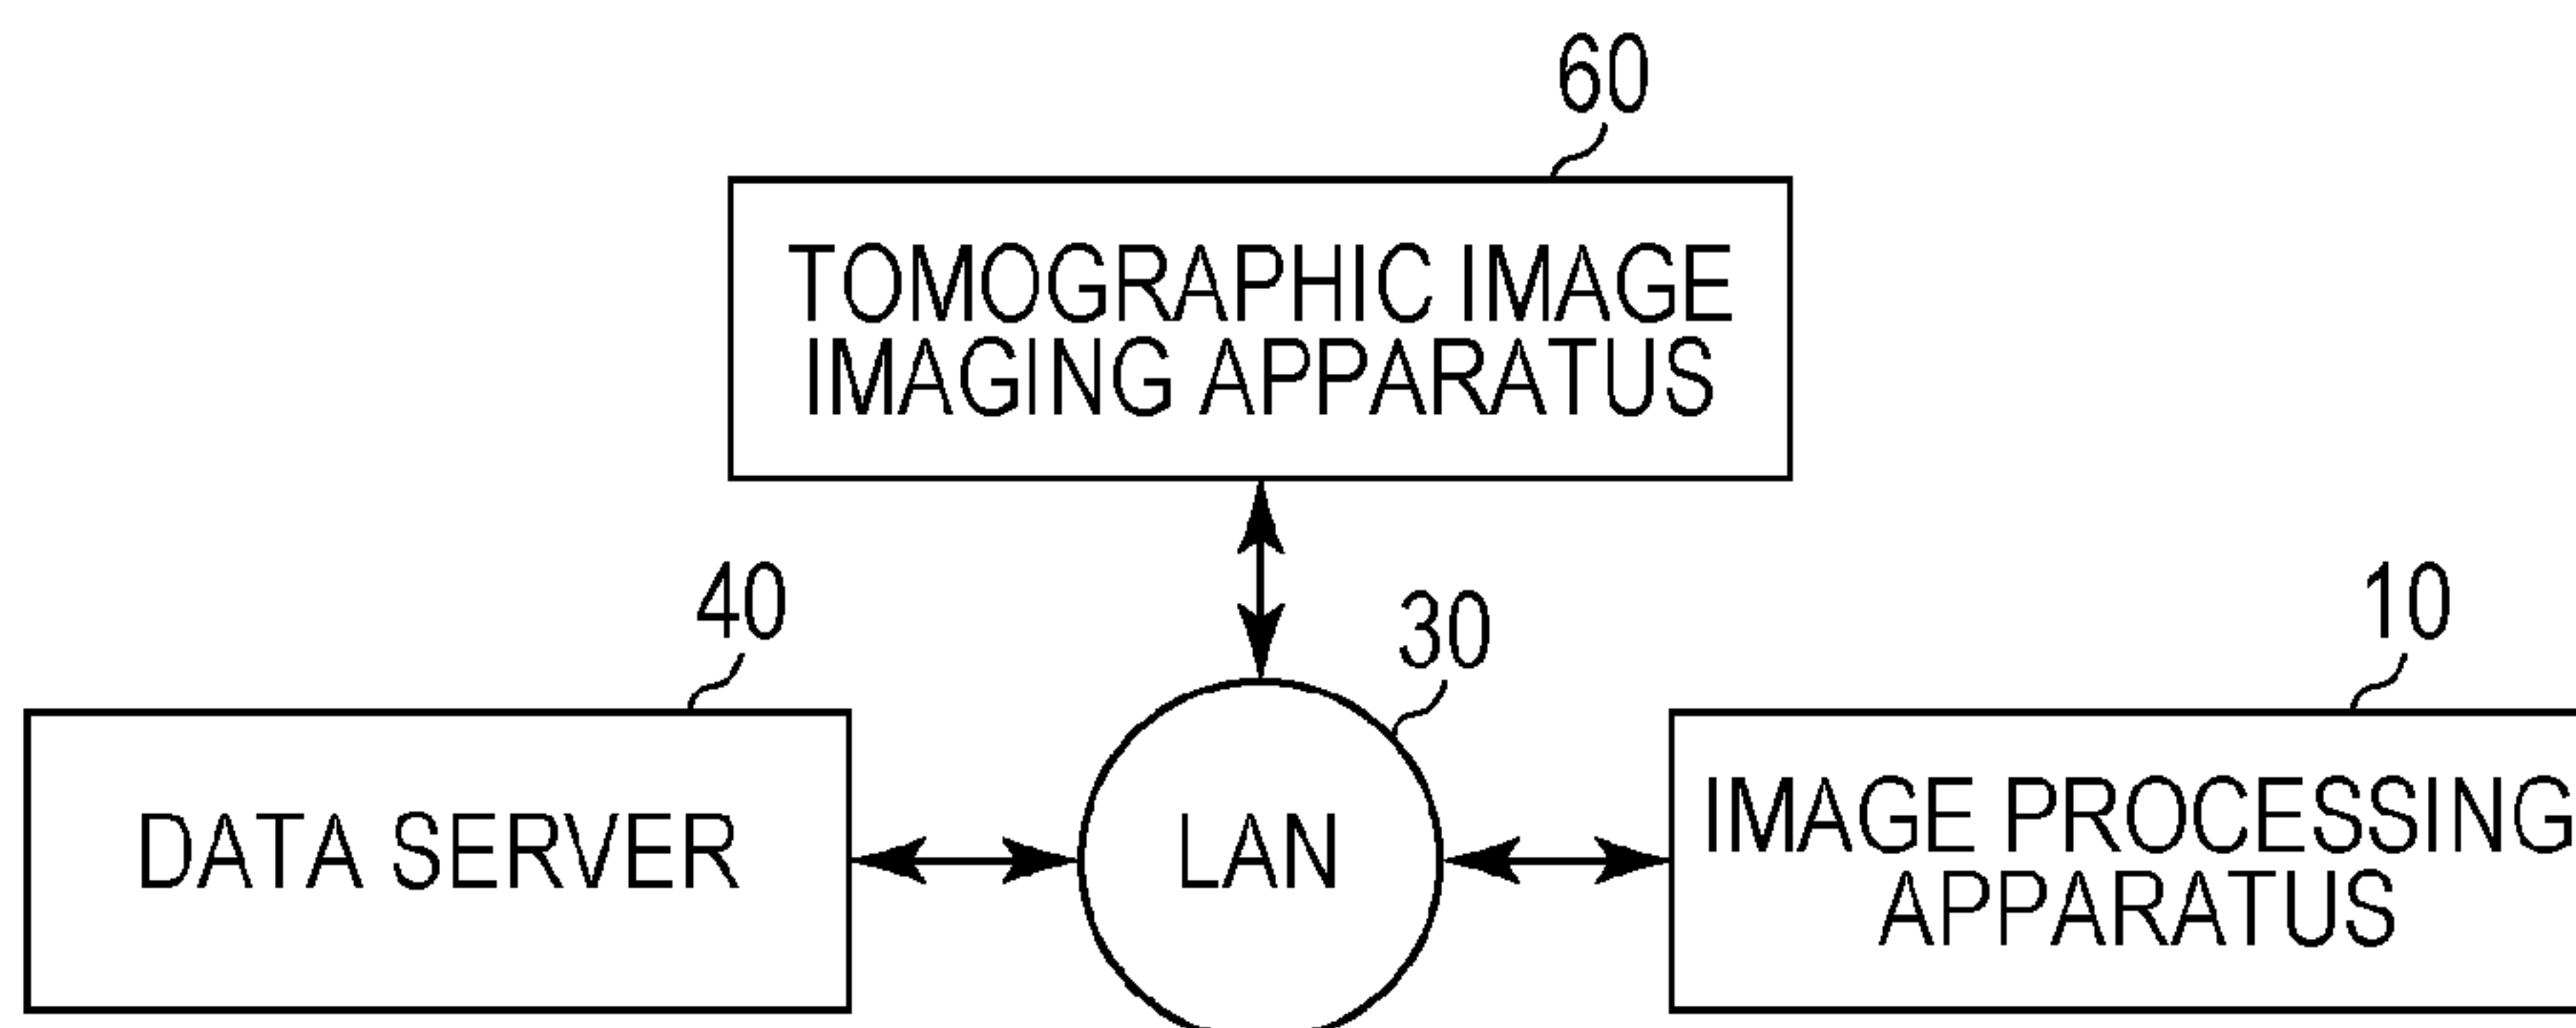 60
TOMOGRAPHIC IMAGE
IMAGING APPARATUS
40
30
10
DATA SERVER
LAN
IMAGE PROCESSING
APPARATUS